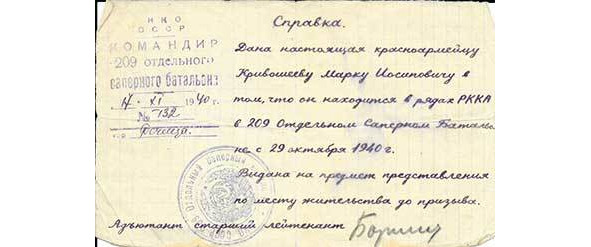 НКО
СССР
КОМАНДИР
209 отдельного
саперного батальона
17 - XI 1940 г.
№ 132
Справка.
Дана настоящая красноармейцу
Кривошееву Марку Иосиповичу в
том, что он находится в рядах РККА
в 209 Отдельном Саперном Баталь
не с 29 октября 1940 г.
Выдана на предмет представления
по месту жительства до призыва.
Адъютант старший лейтенант